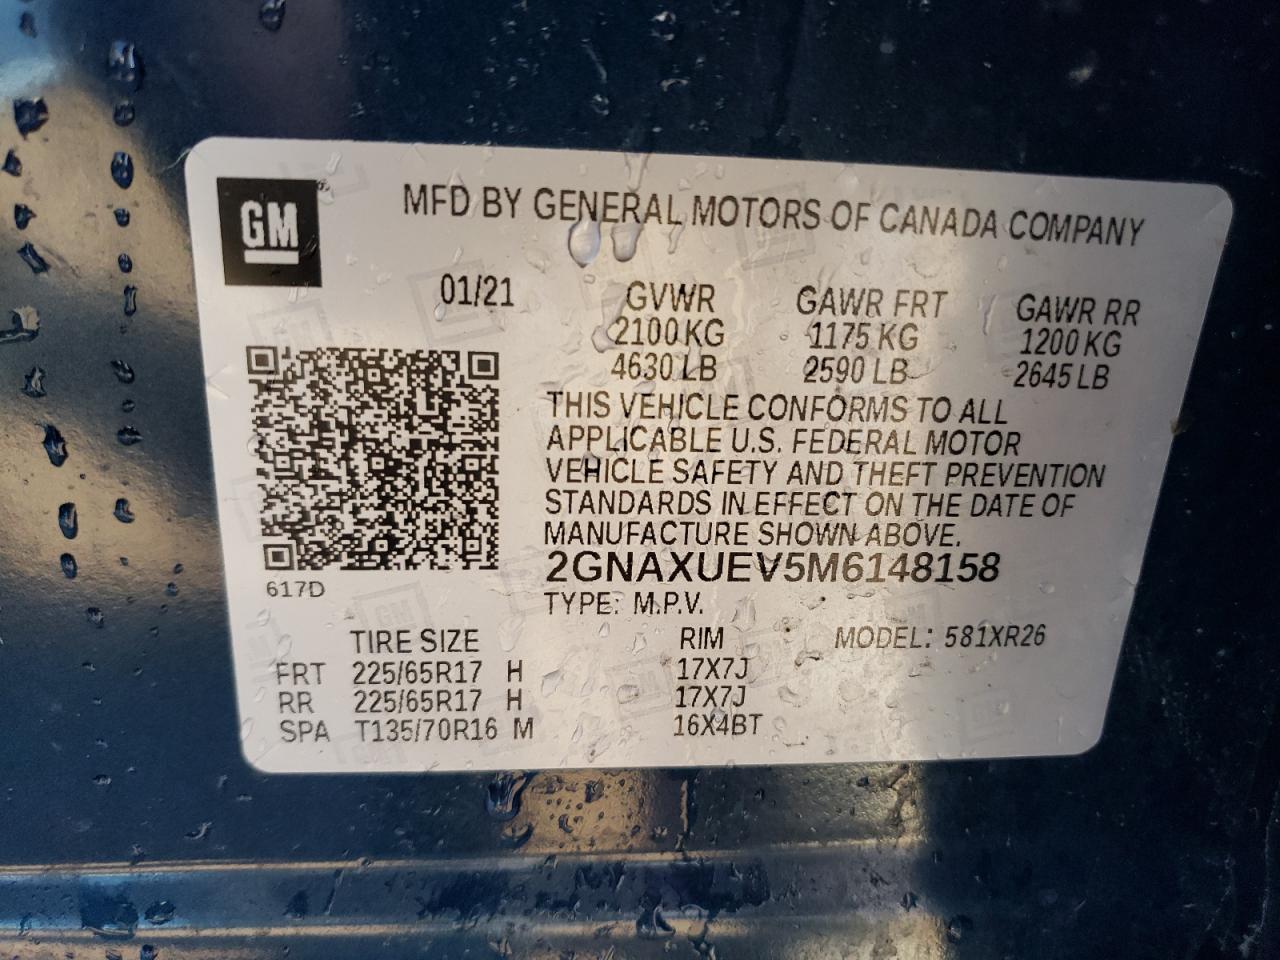 GM
MFD BY GENERAL MOTORS OF CANADA COMPANY
01/21
GVWR GAWR FRT GAWR RR
2100 KG 1175 KG 1200 KG
4630 LB 2590 LB 2645 LB
THIS VEHICLE CONFORMS TO ALL
APPLICABLE U.S. FEDERAL MOTOR
VEHICLE SAFETY AND THEFT PREVENTION
STANDARDS IN EFFECT ON THE DATE OF
MANUFACTURE SHOWN ABOVE.
2GNAXUEV5M6148158
617D
TYPE: M.P.V.
TIRE SIZE RIM MODEL: 581XR26
FRT 225/65R17 H 17X7J
RR 225/65R17 H 17X7J
SPA T135/70R16 M 16X4BT